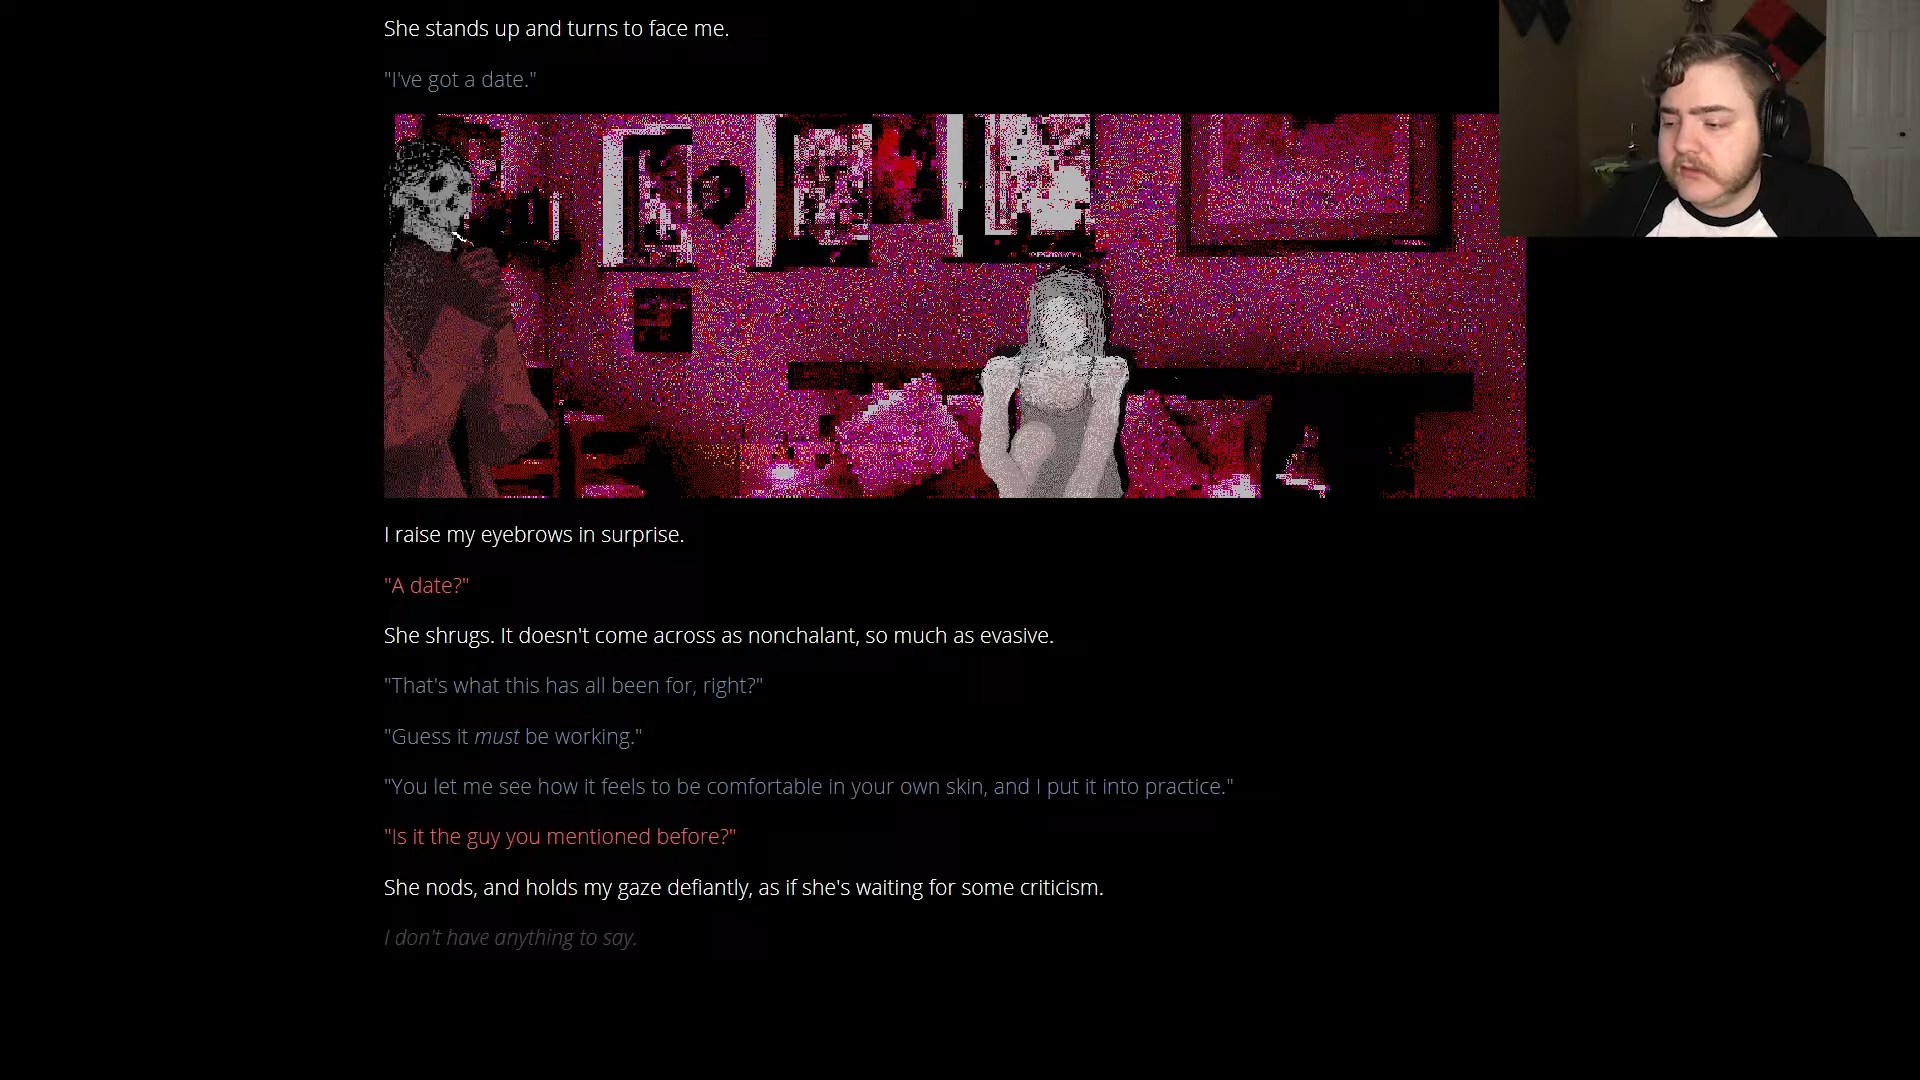 She stands up and turns to face me.
"I've got a date."
I raise my eyebrows in surprise.
"A date?"
She shrugs. It doesn't come across as nonchalant, so much as evasive.
"That's what this has all been for, right?"
"Guess it must be working."
"You let me see how it feels to be comfortable in your own skin, and I put it into practice."
"Is it the guy you mentioned before?"
She nods, and holds my gaze defiantly, as if she's waiting for some criticism.
I don't have anything to say.